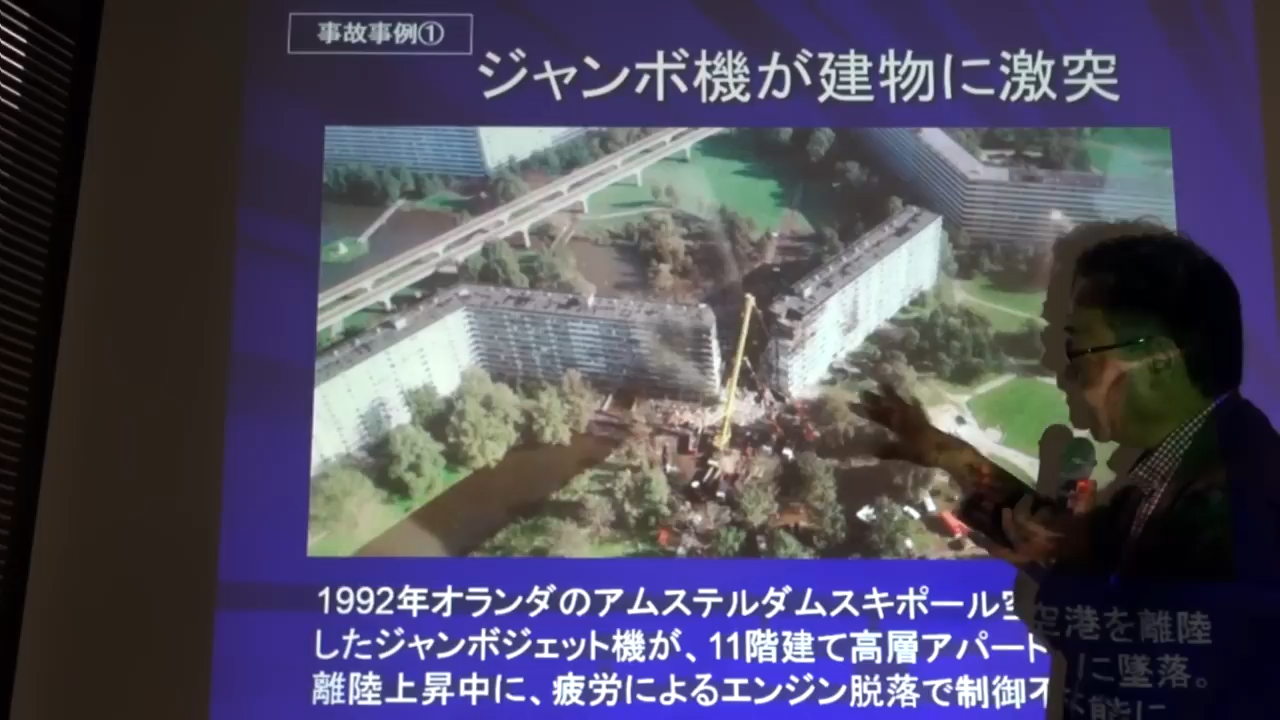 事故事例①
ジャンボ機が建物に激突
1992年オランダのアムステルダムスキポール空港を離陸
したジャンボジェット機が、11階建て高層アパートに墜落。
離陸上昇中に、疲労によるエンジン脱落で制御不能に